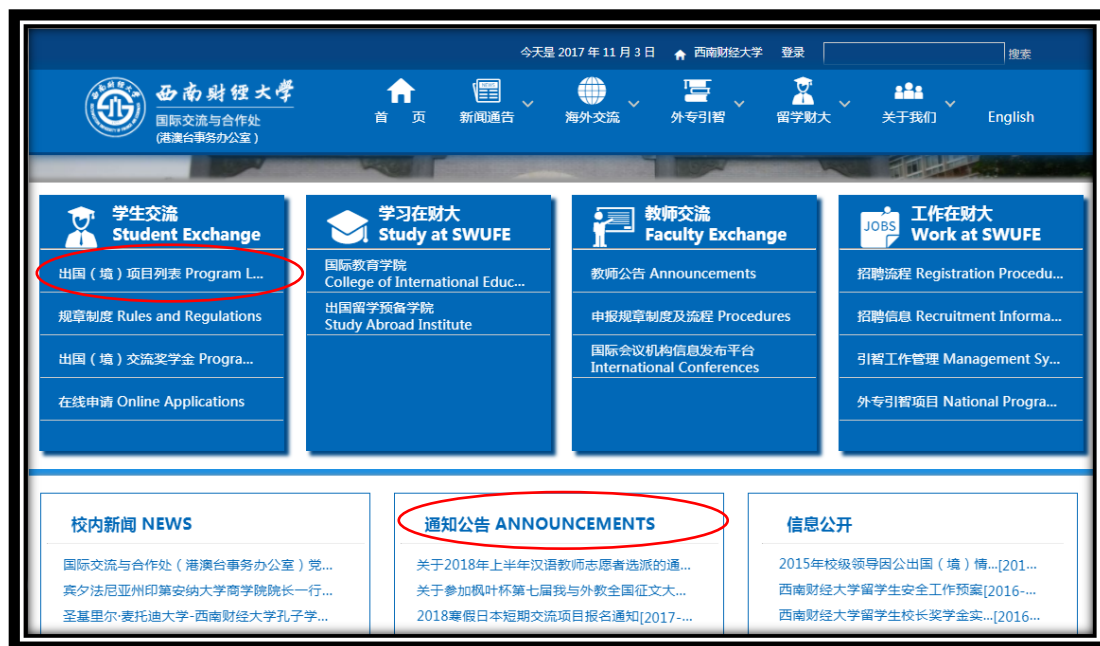 今天是 2017 年 11 月 3 日 西南财经大学 登录 搜索
西南财经大学
国际交流与合作处
(港澳台事务办公室)
首 页 新闻通告 海外交流 外专引智 留学财大 关于我们 English
学生交流
Student Exchange
出国（境）项目列表 Program L...
规章制度 Rules and Regulations
出国（境）交流奖学金 Progra...
在线申请 Online Applications
学习在财大
Study at SWUFE
国际教育学院
College of International Educ...
出国留学预备学院
Study Abroad Institute
教师交流
Faculty Exchange
教师公告 Announcements
申报规章制度及流程 Procedures
国际会议机构信息发布平台
International Conferences
JOBS
工作在财大
Work at SWUFE
招聘流程 Registration Procedu...
招聘信息 Recruitment Informa...
引智工作管理 Management Sy...
外专引智项目 National Progra...
校内新闻 NEWS
国际交流与合作处（港澳台事务办公室）党...
宾夕法尼亚州印第安纳大学商学院院长一行...
圣基里尔·麦托迪大学-西南财经大学孔子学...
通知公告 ANNOUNCEMENTS
关于2018年上半年汉语教师志愿者选派的通...
关于参加枫叶杯第七届我与外教全国征文大...
2018寒假日本短期交流项目报名通知[2017-...
信息公开
2015年校级领导因公出国（境）情...[201...
西南财经大学留学生安全工作预案[2016-...
西南财经大学留学生校长奖学金实...[2016...